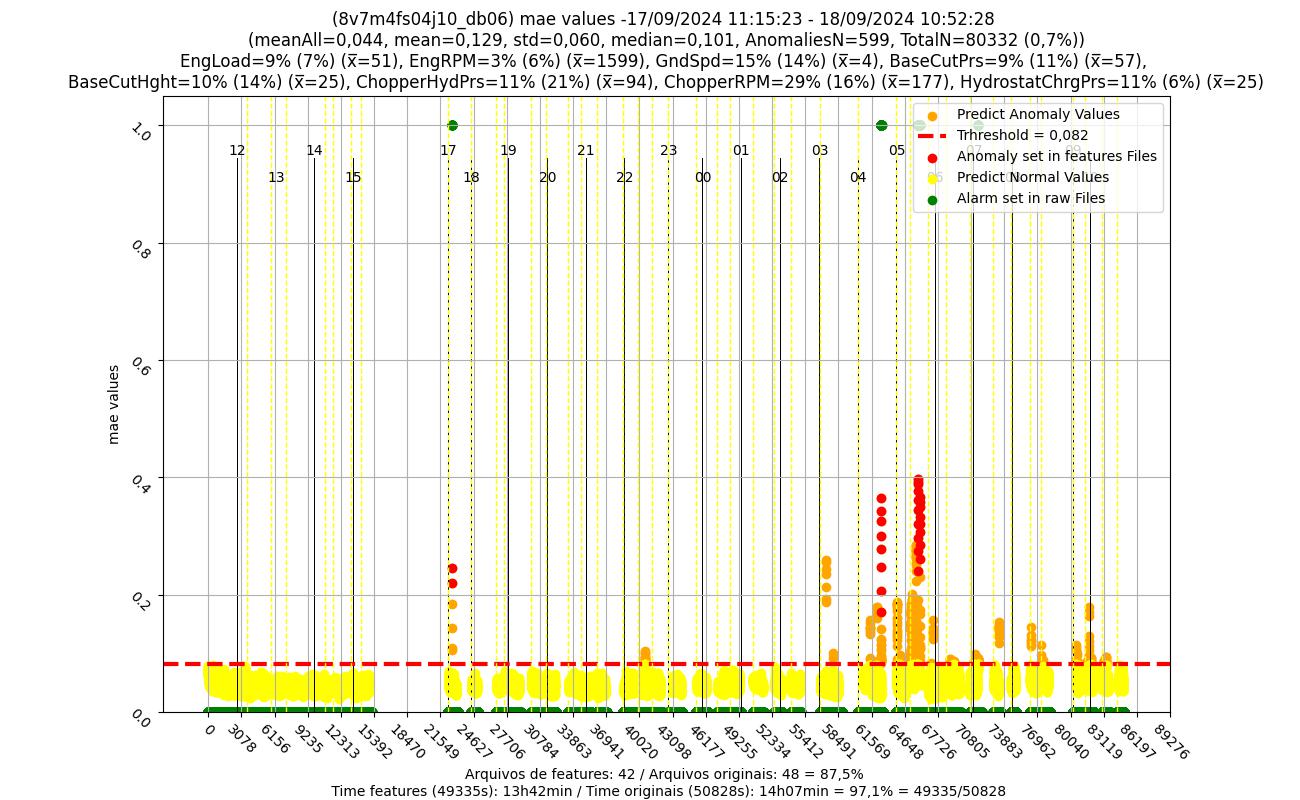 (8v7m4fs04j10_db06) mae values -17/09/2024 11:15:23 - 18/09/2024 10:52:28
(meanAll=0,044, mean=0,129, std=0,060, median=0,101, AnomaliesN=599, TotalN=80332 (0,7%))
EngLoad=9% (7%) (x̅=51), EngRPM=3% (6%) (x̅=1599), GndSpd=15% (14%) (x̅=4), BaseCutPrs=9% (11%) (x̅=57),
BaseCutHght=10% (14%) (x̅=25), ChopperHydPrs=11% (21%) (x̅=94), ChopperRPM=29% (16%) (x̅=177), HydrostatChrgPrs=11% (6%) (x̅=25)
Predict Anomaly Values
Trhreshold = 0,082
Anomaly set in features Files
Predict Normal Values
Alarm set in raw Files
12 14 17 19 21 23 01 03 05 07 09
13 15 18 20 22 00 02 04 06
mae values
1.0
0.8
0.6
0.4
0.2
0.0
0 3078 6156 9235 12313 15392 18470 21549 24627 27706 30784 33863 36941 40020 43098 46177 49255 52334 55412 58491 61569 64648 67726 70805 73883 76962 80040 83119 86197 89276
Arquivos de features: 42 / Arquivos originais: 48 = 87,5%
Time features (49335s): 13h42min / Time originais (50828s): 14h07min = 97,1% = 49335/50828